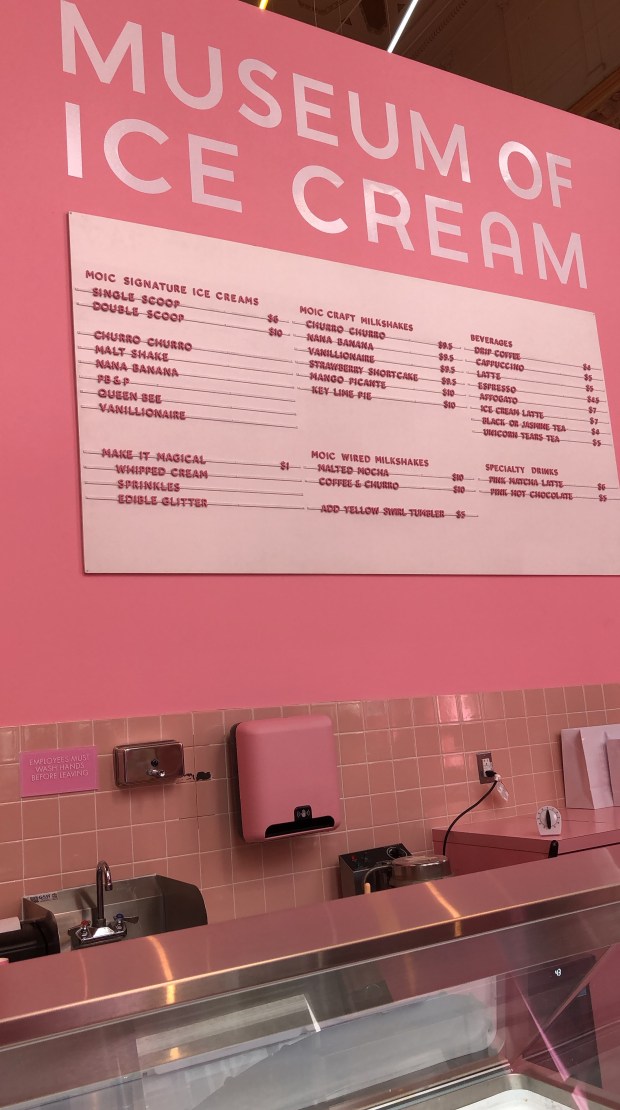 MUSEUM OF
ICE CREAM
MOIC SIGNATURE ICE CREAMS
SINGLE SCOOP $6
DOUBLE SCOOP $10
CHURRO CHURRO
MALT SHAKE
NANA BANANA
PB & P
QUEEN BEE
VANILLIONAIRE
MAKE IT MAGICAL $1
WHIPPED CREAM
SPRINKLES
EDIBLE GLITTER
MOIC CRAFT MILKSHAKES
CHURRO CHURRO $9.5
NANA BANANA $9.5
VANILLIONAIRE $9.5
STRAWBERRY SHORTCAKE $9.5
MANGO PICANTE $10
KEY LIME PIE $10
MOIC WIRED MILKSHAKES
MALTED MOCHA $10
COFFEE & CHURRO $10
ADD YELLOW SWIRL TUMBLER $5
BEVERAGES
DRIP COFFEE $4
CAPPUCCINO $5
LATTE $5
ESPRESSO $4.5
AFFOGATO $7
ICE CREAM LATTE $7
BLACK OR JASMINE TEA $4
UNICORN TEARS TEA $5
SPECIALTY DRINKS
PINK MATCHA LATTE $6
PINK HOT CHOCOLATE $5
EMPLOYEES MUST
WASH HANDS
BEFORE LEAVING